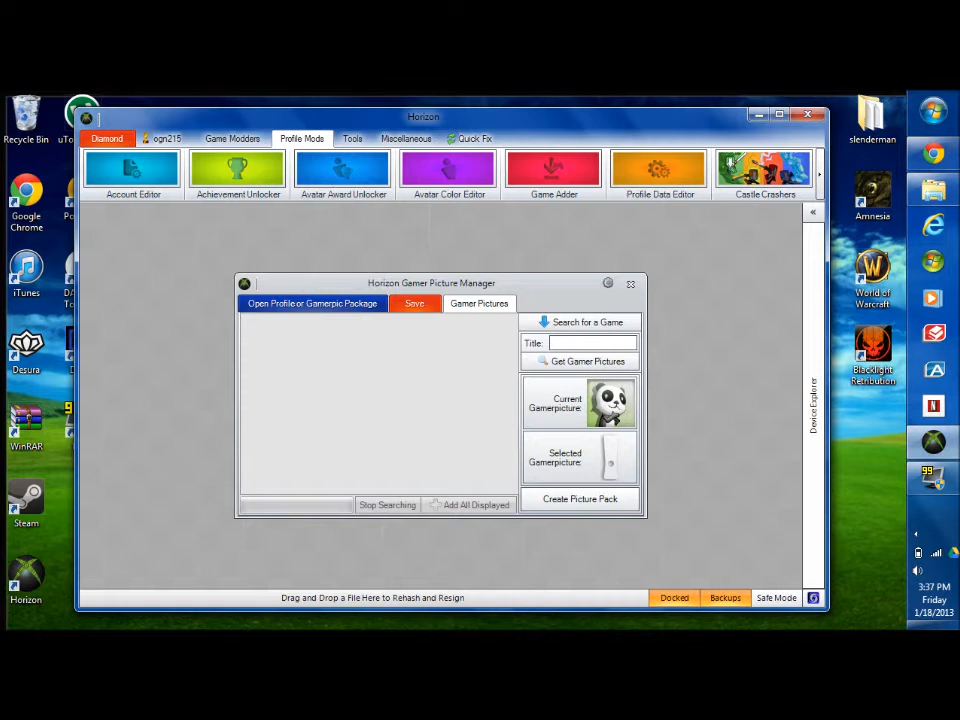 Horizon
Diamond
ogn215
Game Modders
Profile Mods
Tools
Miscellaneous
Quick Fix
Account Editor
Achievement Unlocker
Avatar Award Unlocker
Avatar Color Editor
Game Adder
Profile Data Editor
Castle Crashers
Recycle Bin
uTo
Google
Chrome
iTunes
Desura
WinRAR
Steam
Horizon
Horizon Gamer Picture Manager
Open Profile or Gamerpic Package
Save
Gamer Pictures
Search for a Game
Title:
Get Gamer Pictures
Current
Gamerpicture:
Selected
Gamerpicture:
Stop Searching
Add All Displayed
Create Picture Pack
Device Explorer
Drag and Drop a File Here to Rehash and Resign
Docked
Backups
Safe Mode
slenderman
Amnesia
World of
Warcraft
Blacklight
Retribution
99
3:37 PM
Friday
1/18/2013